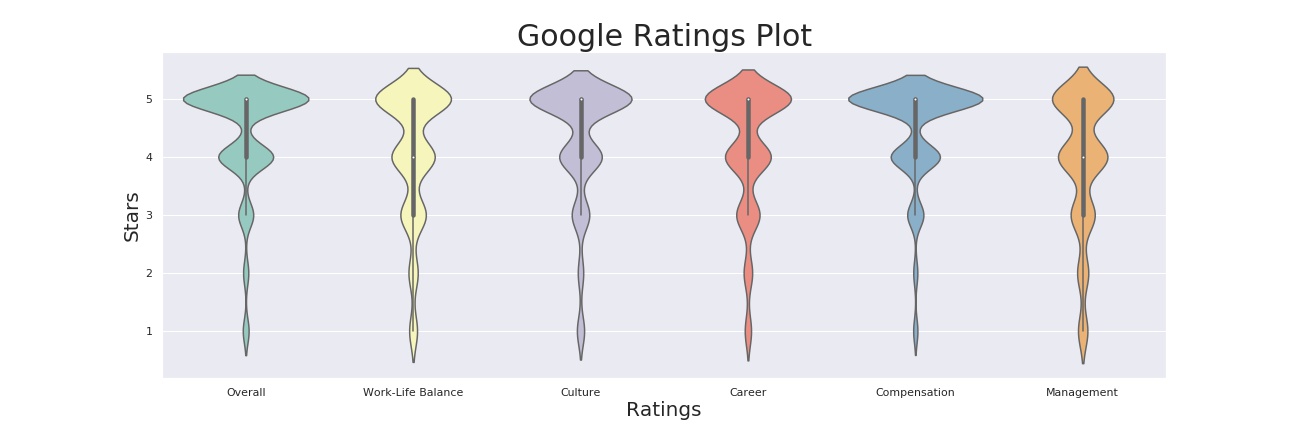 Google Ratings Plot
Stars
5
4
3
2
1
Overall Work-Life Balance Culture Career Compensation Management
Ratings